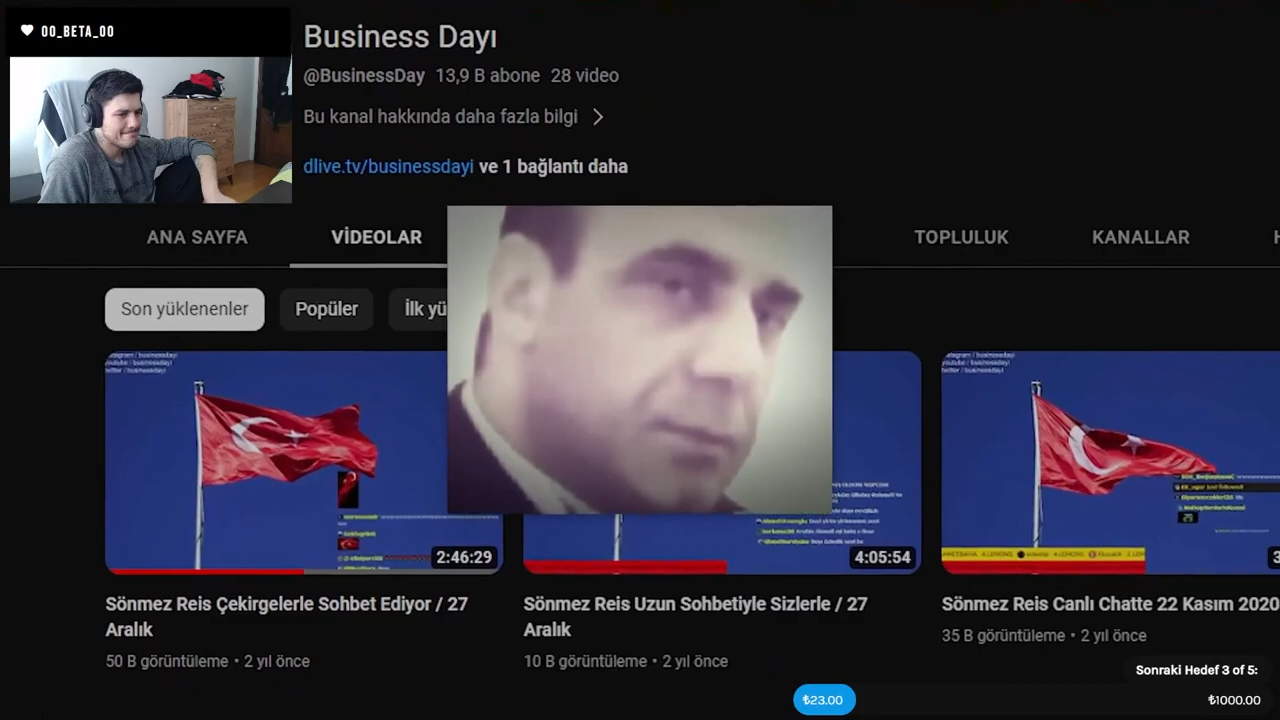 00_BETA_00
Business Dayı
@BusinessDay 13,9 B abone 28 video
Bu kanal hakkında daha fazla bilgi
dlive.tv/businessdayi ve 1 bağlantı daha
ANA SAYFA VİDEOLAR TOPLULUK KANALLAR
Son yüklenenler Popüler İlk yü
2:46:29
4:05:54
Sönmez Reis Çekirgelerle Sohbet Ediyor / 27
Aralık
50 B görüntüleme • 2 yıl önce
Sönmez Reis Uzun Sohbetiyle Sizlerle / 27
Aralık
10 B görüntüleme • 2 yıl önce
Sönmez Reis Canlı Chatte 22 Kasım 2020
35 B görüntüleme • 2 yıl önce
Sonraki Hedef 3 of 5:
₺23.00 ₺1000.00